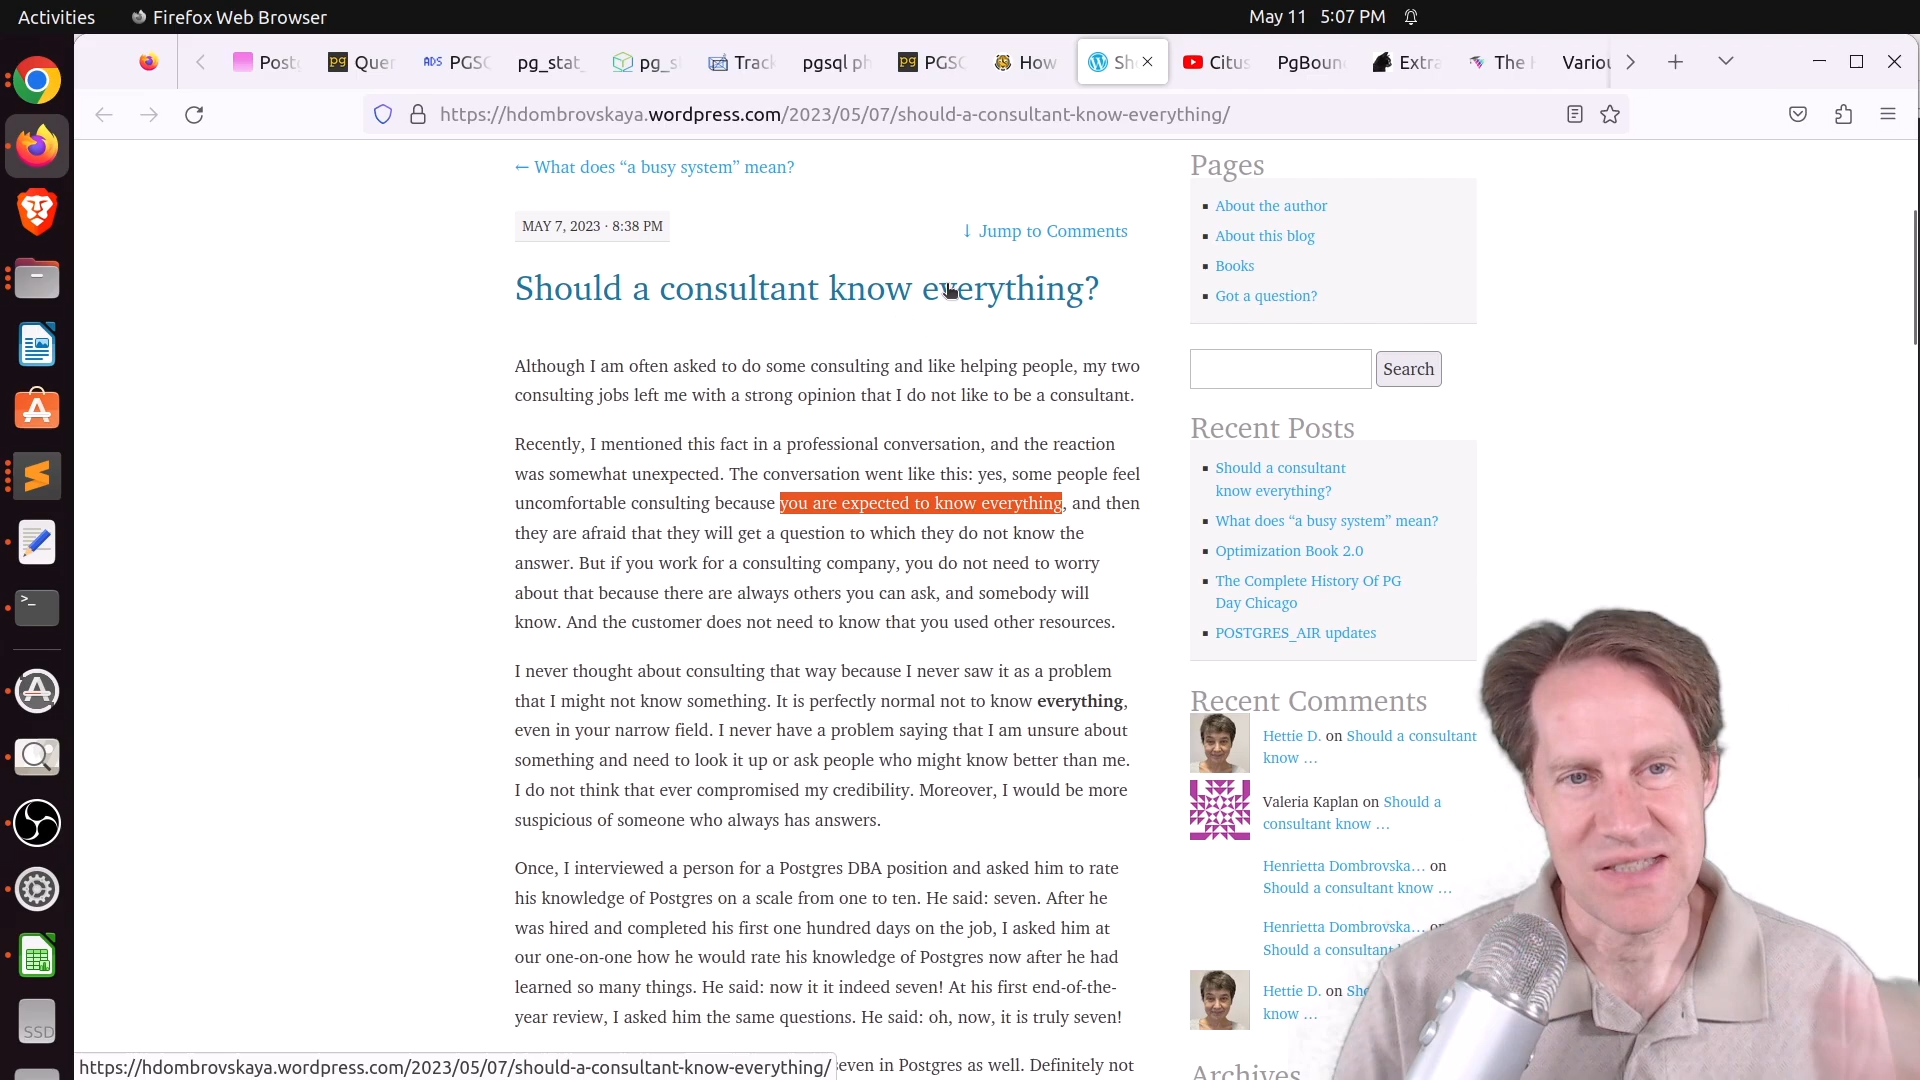 Activities
Firefox Web Browser
May 11 5:07 PM
Post
pg Quer
ADS PGSC
pg_stat_
pg_s
Track
pgsql ph
pg PGSC
How
Sh
Citus
PgBoun
Extra
The
Variou
https://hdombrovskaya.wordpress.com/2023/05/07/should-a-consultant-know-everything/
← What does “a busy system” mean?
MAY 7, 2023 · 8:38 PM
↓ Jump to Comments
Should a consultant know everything?
Although I am often asked to do some consulting and like helping people, my two
consulting jobs left me with a strong opinion that I do not like to be a consultant.
Recently, I mentioned this fact in a professional conversation, and the reaction
was somewhat unexpected. The conversation went like this: yes, some people feel
uncomfortable consulting because you are expected to know everything, and then
they are afraid that they will get a question to which they do not know the
answer. But if you work for a consulting company, you do not need to worry
about that because there are always others you can ask, and somebody will
know. And the customer does not need to know that you used other resources.
I never thought about consulting that way because I never saw it as a problem
that I might not know something. It is perfectly normal not to know everything,
even in your narrow field. I never have a problem saying that I am unsure about
something and need to look it up or ask people who might know better than me.
I do not think that ever compromised my credibility. Moreover, I would be more
suspicious of someone who always has answers.
Once, I interviewed a person for a Postgres DBA position and asked him to rate
his knowledge of Postgres on a scale from one to ten. He said: seven. After he
was hired and completed his first one hundred days on the job, I asked him at
our one-on-one how he would rate his knowledge of Postgres now after he had
learned so many things. He said: now it it indeed seven! At his first end-of-the-
year review, I asked him the same questions. He said: oh, now, it is truly seven!
seven in Postgres as well. Definitely not
Pages
About the author
About this blog
Books
Got a question?
Search
Recent Posts
Should a consultant
know everything?
What does “a busy system” mean?
Optimization Book 2.0
The Complete History Of PG
Day Chicago
POSTGRES_AIR updates
Recent Comments
Hettie D. on Should a consultant
know …
Valeria Kaplan on Should a
consultant know …
Henrietta Dombrovska… on
Should a consultant know …
Henrietta Dombrovska… on
Should a consultant
Hettie D. on Sho
know …
Archives
SSD
https://hdombrovskaya.wordpress.com/2023/05/07/should-a-consultant-know-everything/